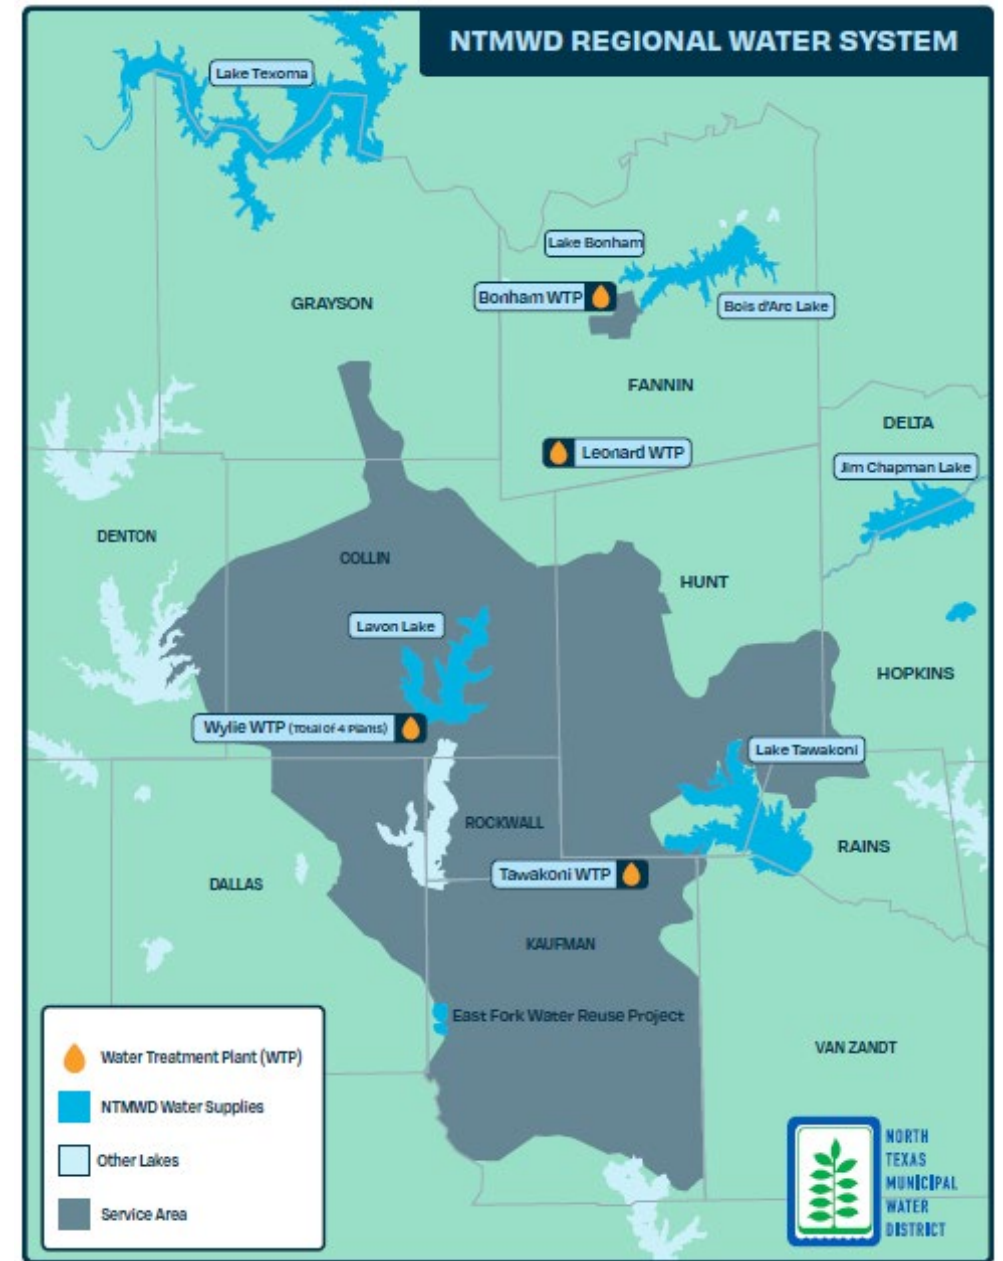 NTMWD REGIONAL WATER SYSTEM
Lake Texoma
Lake Bonham
Bonham WTP
Bois d'Arc Lake
GRAYSON
FANNIN
DELTA
Leonard WTP
Jim Chapman Lake
DENTON
COLLIN
HUNT
Lavon Lake
HOPKINS
Wylie WTP (Total of 4 Plants)
Lake Tawakoni
ROCKWALL
RAINS
Tawakoni WTP
DALLAS
KAUFMAN
East Fork Water Reuse Project
VAN ZANDT
Water Treatment Plant (WTP)
NTMWD Water Supplies
Other Lakes
Service Area
NORTH
TEXAS
MUNICIPAL
WATER
DISTRICT